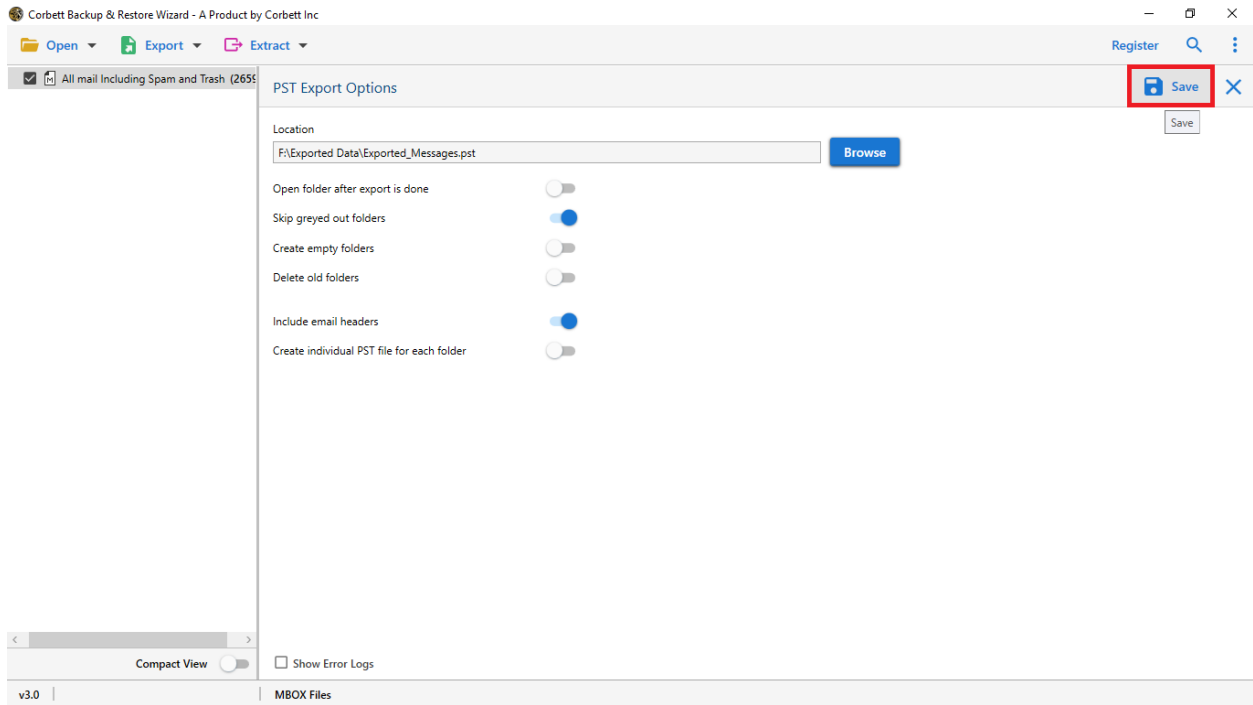 Corbett Backup & Restore Wizard - A Product by Corbett Inc
Open Export Extract Register
All mail Including Spam and Trash (2659
PST Export Options
Save
Save
Location
F:\Exported Data\Exported_Messages.pst
Browse
Open folder after export is done
Skip greyed out folders
Create empty folders
Delete old folders
Include email headers
Create individual PST file for each folder
Compact View
Show Error Logs
v3.0
MBOX Files